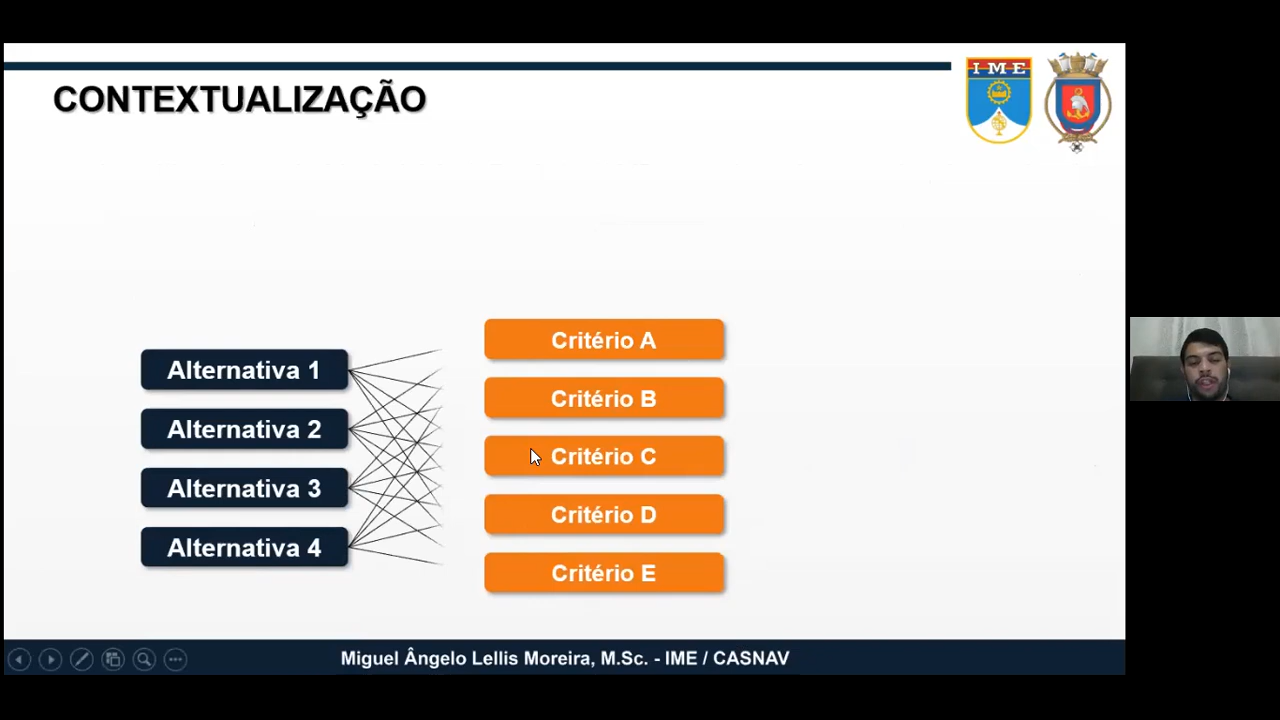 CONTEXTUALIZAÇÃO
IME
Alternativa 1
Alternativa 2
Alternativa 3
Alternativa 4
Critério A
Critério B
Critério C
Critério D
Critério E
Miguel Ângelo Lellis Moreira, M.Sc. - IME / CASNAV